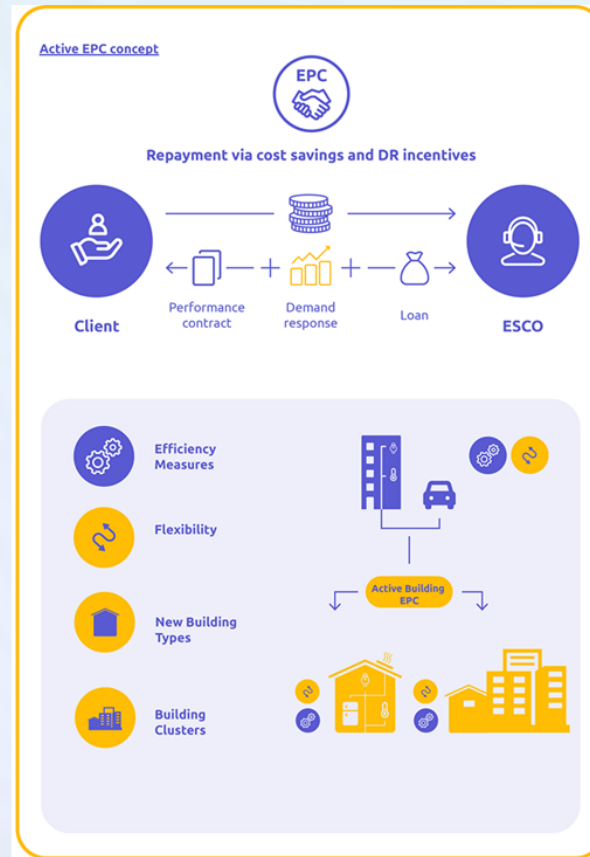 Active EPC concept
EPC
Repayment via cost savings and DR incentives
Performance
contract
Demand
response
Loan
Client
ESCO
Efficiency
Measures
Flexibility
New Building
Types
Building
Clusters
Active Building
EPC